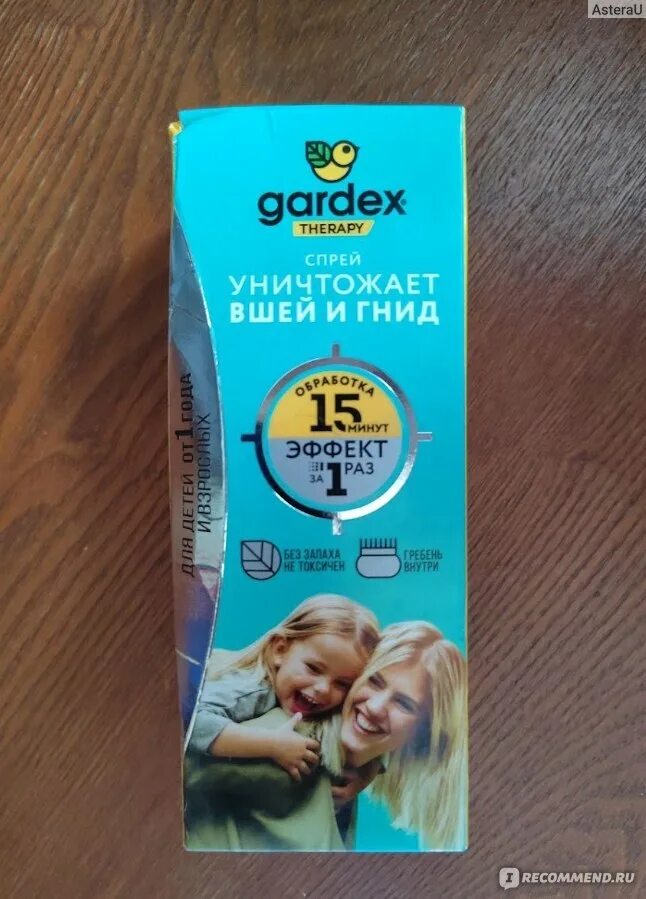 AsteraU
gardex
THERAPY
СПРЕЙ
УНИЧТОЖАЕТ
ВШЕЙ И ГНИД
ОБРАБОТКА
15 МИНУТ
ЭФФЕКТ
ЗА 1 РАЗ
БЕЗ ЗАПАХА
НЕ ТОКСИЧЕН
ГРЕБЕНЬ
ВНУТРИ
ДЛЯ ДЕТЕЙ ОТ 1 ГОДА
И ВЗРОСЛЫХ
IRECOMMEND.RU